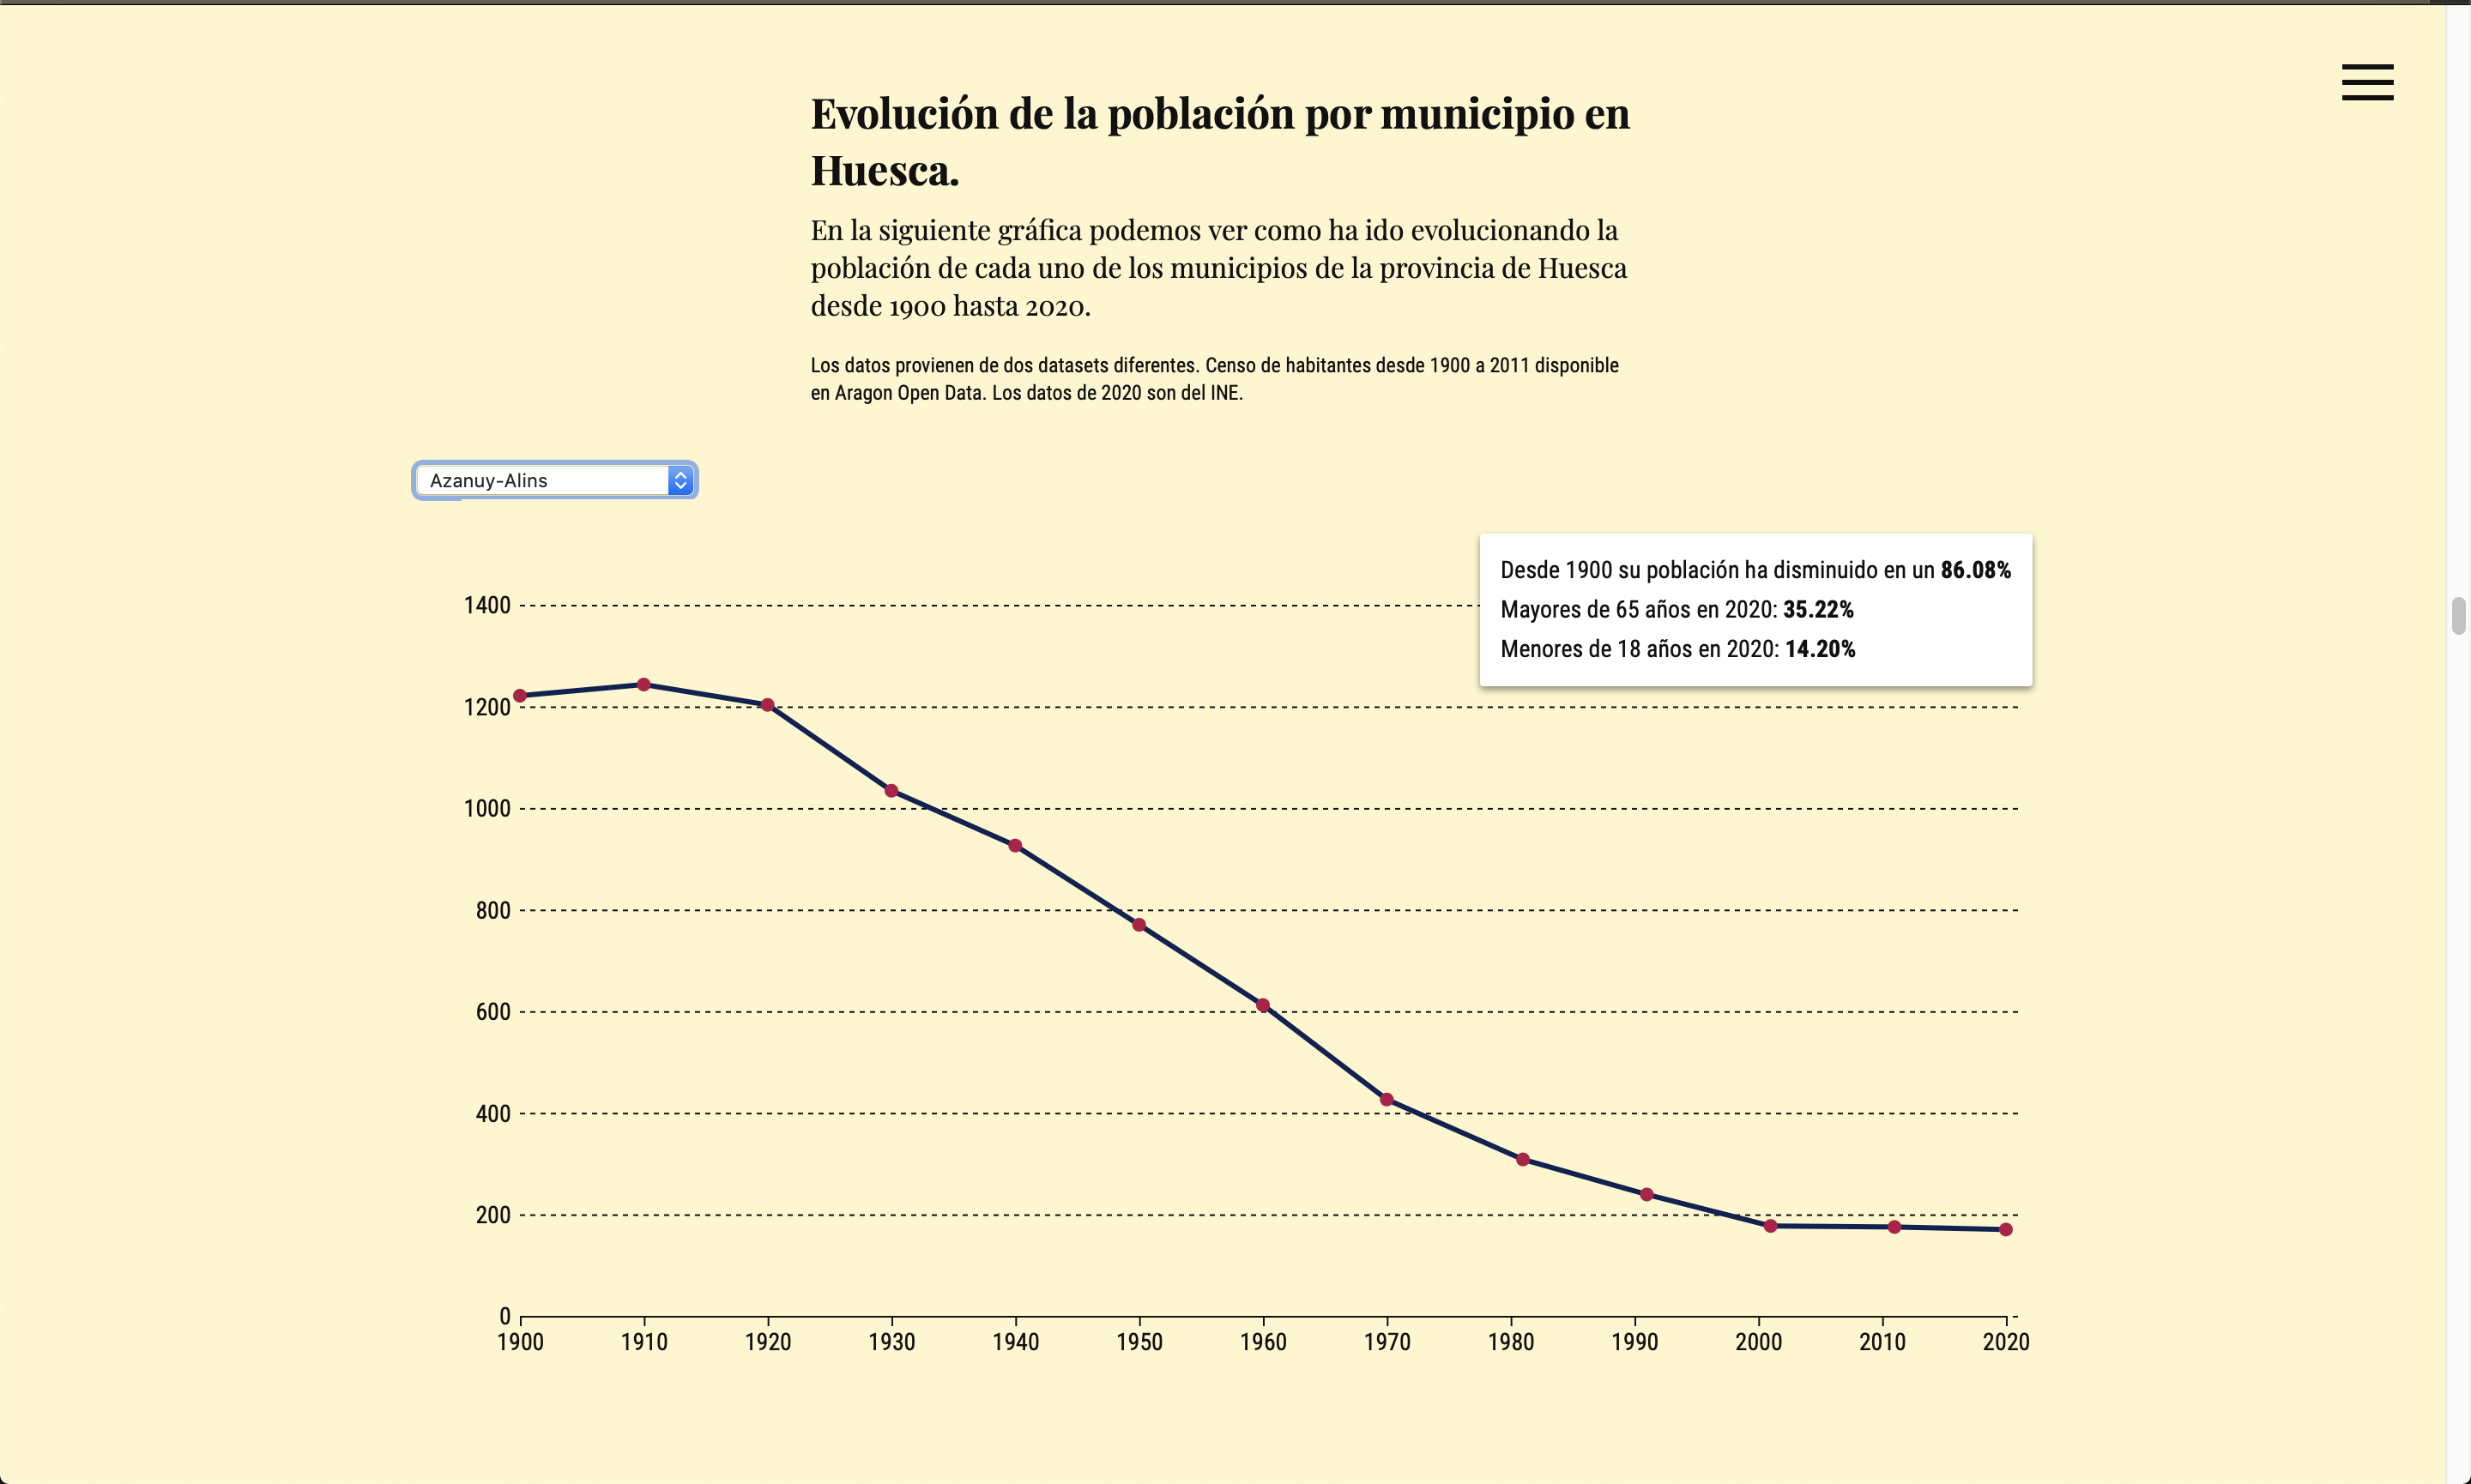 Evolución de la población por municipio en
Huesca.
En la siguiente gráfica podemos ver como ha ido evolucionando la
población de cada uno de los municipios de la provincia de Huesca
desde 1900 hasta 2020.
Los datos provienen de dos datasets diferentes. Censo de habitantes desde 1900 a 2011 disponible
en Aragon Open Data. Los datos de 2020 son del INE.
Azanuy-Alins
Desde 1900 su población ha disminuido en un 86.08%
Mayores de 65 años en 2020: 35.22%
Menores de 18 años en 2020: 14.20%
1400
1200
1000
800
600
400
200
0
1900 1910 1920 1930 1940 1950 1960 1970 1980 1990 2000 2010 2020